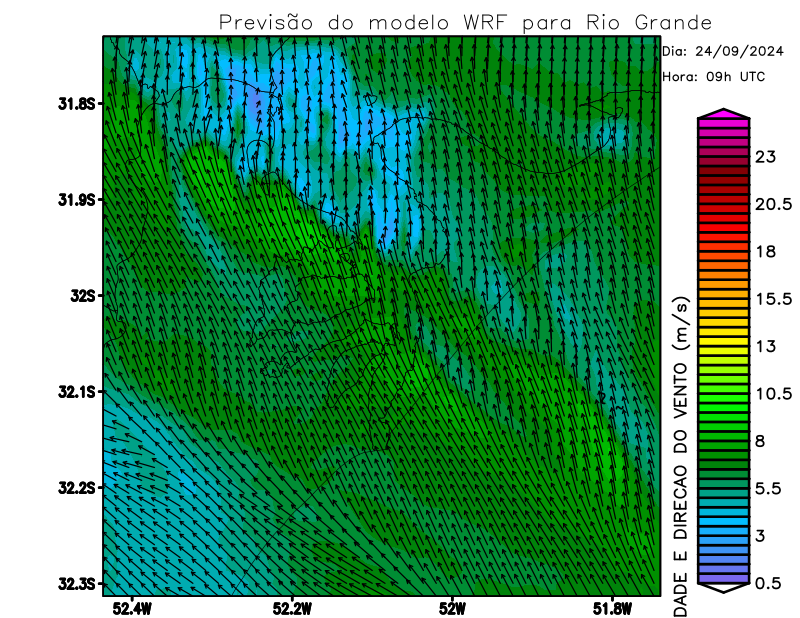 Previsão do modelo WRF para Rio Grande
Dia: 24/09/2024
Hora: 09h UTC
31.8S
31.9S
32S
32.1S
32.2S
32.3S
52.4W
52.2W
52W
51.8W
23
20.5
18
15.5
13
10.5
8
5.5
3
0.5
DADE E DIRECAO DO VENTO (m/s)